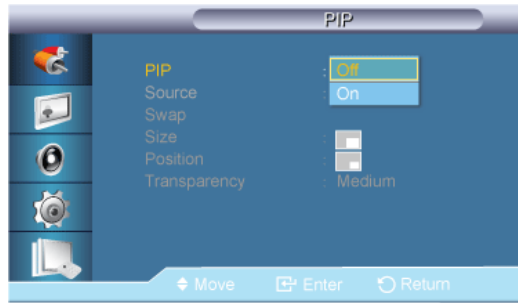 PIP
PIP : Off
Source : On
Swap
Size :
Position :
Transparency : Medium
Move Enter Return